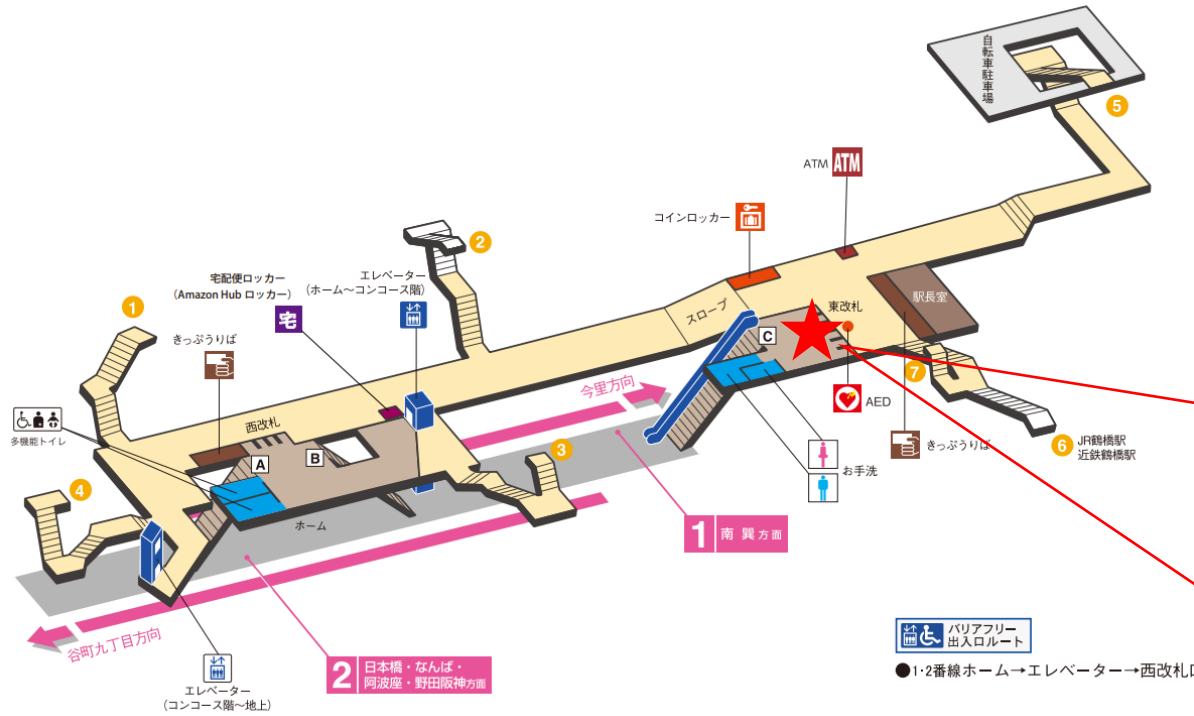 自転車駐車場
5
ATM ATM
コインロッカー
2
エレベーター
(ホーム〜コンコース階)
宅配便ロッカー
(Amazon Hub ロッカー)
宅
1
きっぷうりば
スロープ
東改札
駅長室
C
7
AED
今里方向
多機能トイレ
西改札
A
B
3
きっぷうりば
6
JR鶴橋駅
近鉄鶴橋駅
お手洗
4
ホーム
1 南巽方面
谷町九丁目方向
2 日本橋・なんば・
阿波座・野田阪神方面
エレベーター
(コンコース階〜地上)
バリアフリー
出入口ルート
●1・2番線ホーム→エレベーター→西改札口